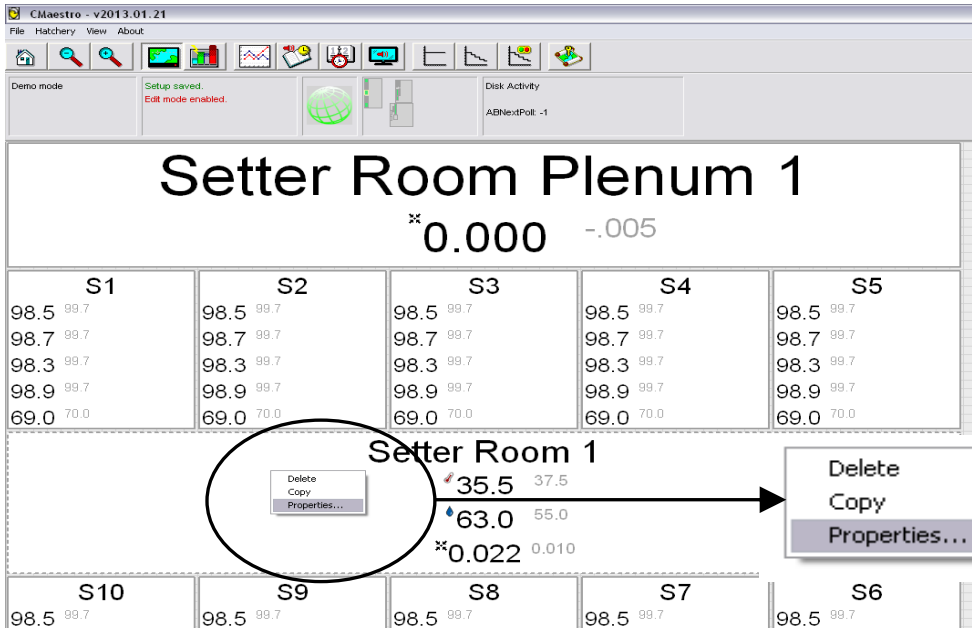 CMaestro - v2013.01.21
File Hatchery View About
Demo mode
Setup saved.
Edit mode enabled.
Disk Activity
ABNextPoll: -1
Setter Room Plenum 1
0.000 -.005
S1 S2 S3 S4 S5
98.5 99.7 98.5 99.7 98.5 99.7 98.5 99.7 98.5 99.7
98.7 99.7 98.7 99.7 98.7 99.7 98.7 99.7 98.7 99.7
98.3 99.7 98.3 99.7 98.3 99.7 98.3 99.7 98.3 99.7
98.9 99.7 98.9 99.7 98.9 99.7 98.9 99.7 98.9 99.7
69.0 70.0 69.0 70.0 69.0 70.0 69.0 70.0 69.0 70.0
Setter Room 1
35.5 37.5
63.0 55.0
0.022 0.010
Delete
Copy
Properties...
Delete
Copy
Properties...
S10 S9 S8 S7 S6
98.5 99.7 98.5 99.7 98.5 99.7 98.5 99.7 98.5 99.7